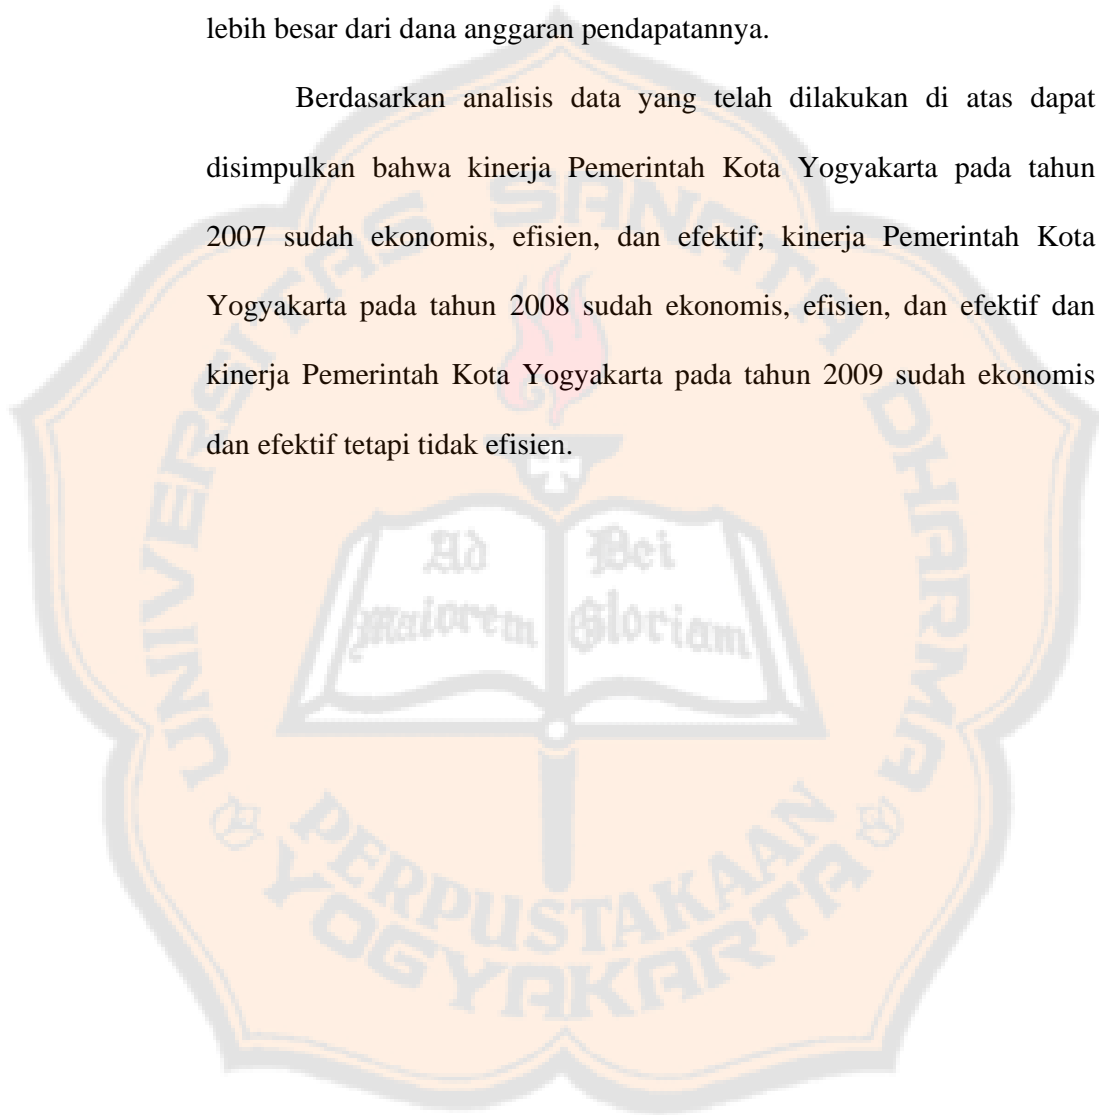 lebih besar dari dana anggaran pendapatannya.
Berdasarkan analisis data yang telah dilakukan di atas dapat
disimpulkan bahwa kinerja Pemerintah Kota Yogyakarta pada tahun
2007 sudah ekonomis, efisien, dan efektif; kinerja Pemerintah Kota
Yogyakarta pada tahun 2008 sudah ekonomis, efisien, dan efektif dan
kinerja Pemerintah Kota Yogyakarta pada tahun 2009 sudah ekonomis
dan efektif tetapi tidak efisien.
UNIVERSITAS SANATA DHARMA
Ad Dei
maiorem Gloriam
PERPUSTAKAAN
YOGYAKARTA